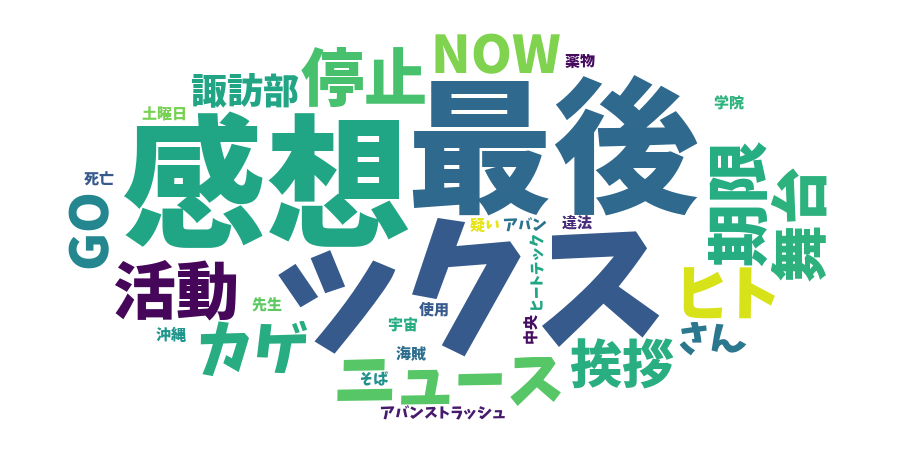 NOW
薬物
停止
諏訪部
学院
土曜日
最後
感想
死亡
GO
期限
舞台
疑い
アバン
違法
ックス
ヒートテック
活動
ヒト
先生
使用
宇宙
中央
沖縄
カゲ
さん
海賊
挨拶
ニュース
そば
アバンストラッシュ